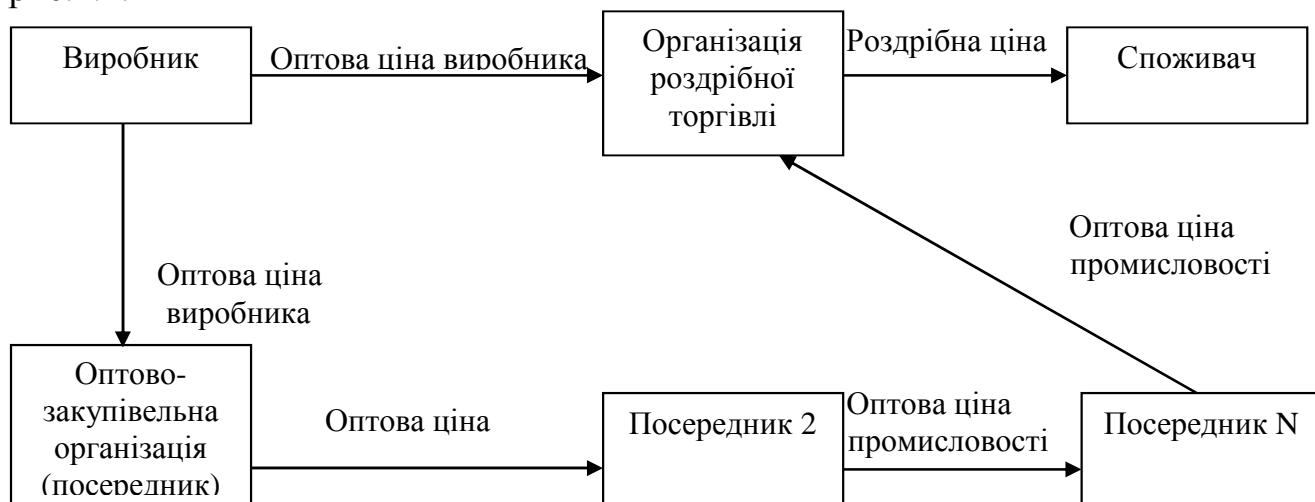 Виробник
Оптова ціна виробника
Організація
роздрібної
торгівлі
Роздрібна ціна
Споживач
Оптова ціна
промисловості
Оптова ціна
виробника
Оптово-
закупівельна
організація
(посередник)
Оптова ціна
Посередник 2
Оптова ціна
промисловості
Посередник N